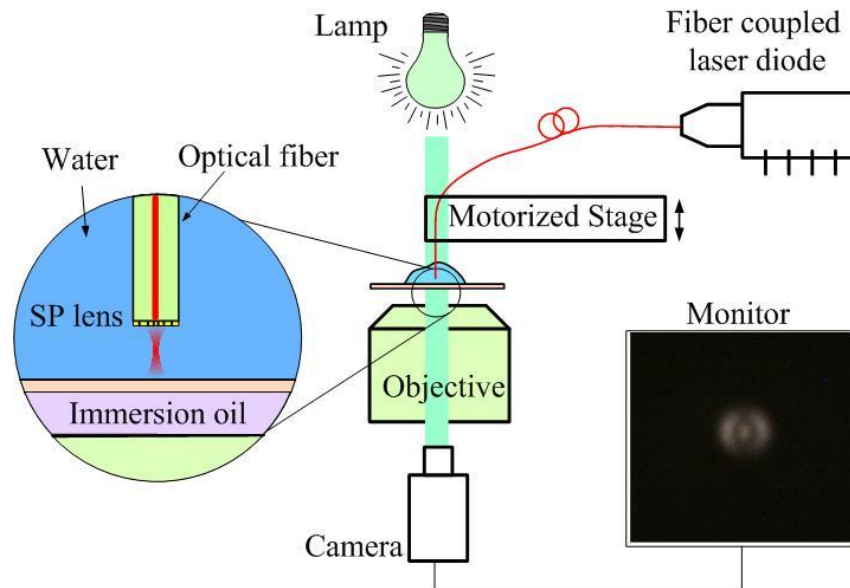 Lamp
Fiber coupled
laser diode
Water
Optical fiber
Motorized Stage
SP lens
Monitor
Objective
Immersion oil
Camera